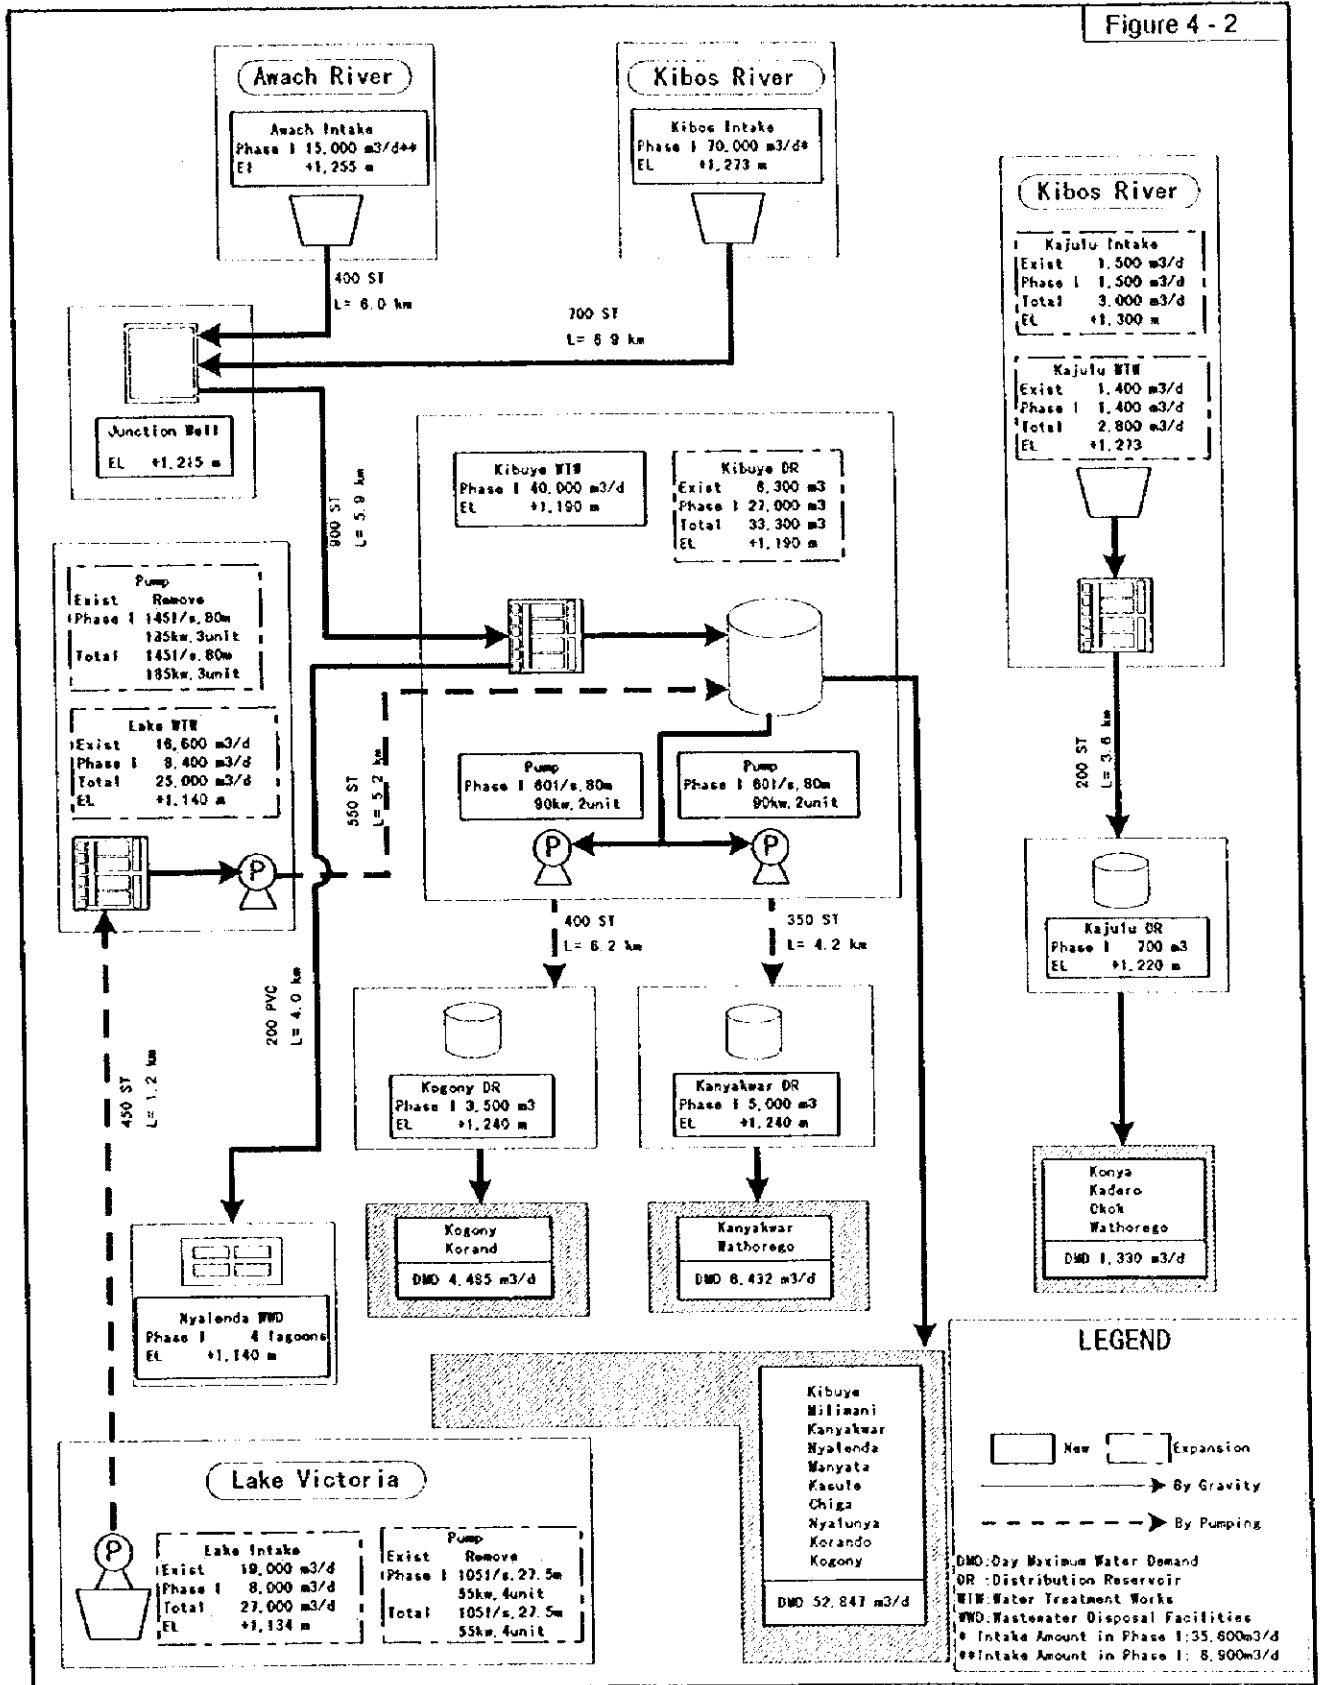 Figure 4 - 2
Awach River
Awach Intake
Phase I 15,000 m3/d**
EL +1,255 m
Kibos River
Kibos Intake
Phase I 70,000 m3/d*
EL +1,273 m
Kibos River
Kajulu Intake
Exist 1,500 m3/d
Phase I 1,500 m3/d
Total 3,000 m3/d
EL +1,300 m
Kajulu WTW
Exist 1,400 m3/d
Phase I 1,400 m3/d
Total 2,800 m3/d
EL +1,273
400 ST
L= 6.0 km
700 ST
L= 6.9 km
Junction Well
EL m
900 ST
L= 5.9 km
Kibuye WTW
Phase I 40,000 m3/d
EL +1,190 m
Kibuye DR
Exist 6,300 m3
Phase I 27,000 m3
Total 33,300 m3
EL +1,190 m
Pump
Exist Remove
Phase I 145l/s,80m
3unit
Total 145l/s,80m
185kw,3unit
Lake WTW
Exist 16,600 m3/d
Phase I 8,400 m3/d
Total 25,000 m3/d
EL +1,140 m
P
550 ST
L= 5.2 km
Pump
Phase I 60l/s,80m
90kw,2unit
Pump
Phase I 60l/s,80m
90kw,2unit
P
P
200 ST
L= 3.6 km
400 ST
L= 6.2 km
350 ST
L= 4.2 km
Kajulu DR
Phase I 700 m3
EL +1,220 m
200 PVC
L= 4.0 km
450 ST
L= 1.2 km
Kogony DR
Phase I 3,500 m3
EL +1,240 m
Kanyakwar DR
Phase I 5,000 m3
EL +1,240 m
Kogony
Korand
DMD 4,485 m3/d
Kanyakwar
Wathorego
DMD 6,432 m3/d
Konya
Kadero
Okok
Wathorego
DMD 1,330 m3/d
Nyalenda WWD
Phase I 4 lagoons
EL +1,140 m
Kibuye
Milimani
Kanyakwar
Nyalenda
Manyata
Kasule
Chiga
Nyalunya
Korando
Kogony
DMD 52,847 m3/d
Lake Victoria
P
Lake Intake
Exist 19,000 m3/d
Phase I 8,000 m3/d
Total 27,000 m3/d
EL +1,134 m
Pump
Exist Remove
Phase I 105l/s,27.5m
55kw,4unit
Total 105l/s,27.5m
55kw,4unit
LEGEND
New
Expansion
By Gravity
By Pumping
DMD:Day Maximum Water Demand
DR :Distribution Reservoir
WTW:Water Treatment Works
WWD:Wastewater Disposal Facilities
* Intake Amount in Phase I:35,600m3/d
**Intake Amount in Phase I: 8,900m3/d